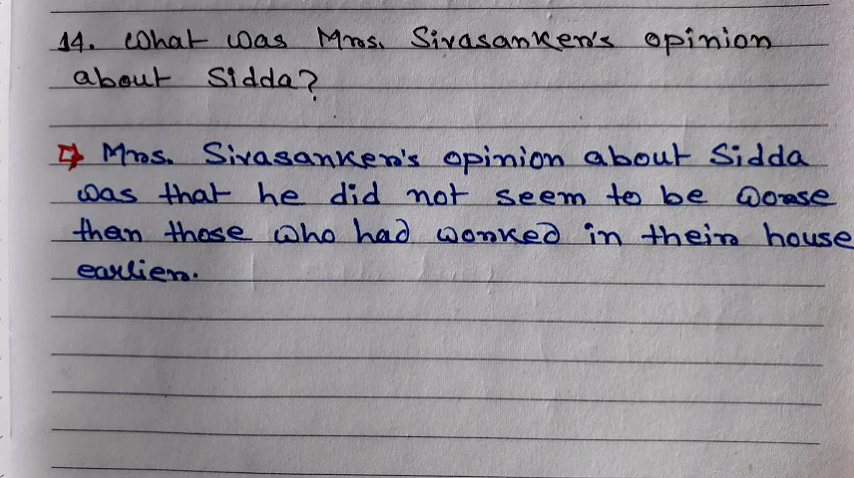 14. What was Mrs. Sivasanker's opinion
about Sidda?
⇨ Mrs. Sivasanker's opinion about Sidda
was that he did not seem to be worse
than those who had worked in their house
earlier.